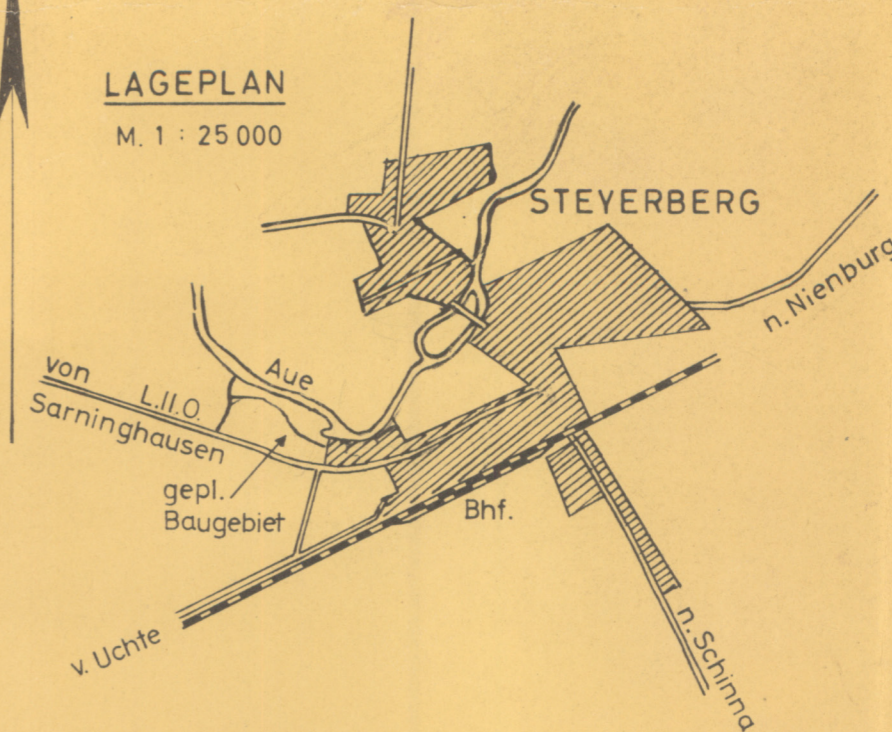 LAGEPLAN
M. 1 : 25 000
STEYERBERG
n. Nienburg
Aue
von
L.II.O.
Sarninghausen
gepl.
Baugebiet
Bhf.
v. Uchte
n. Schinna